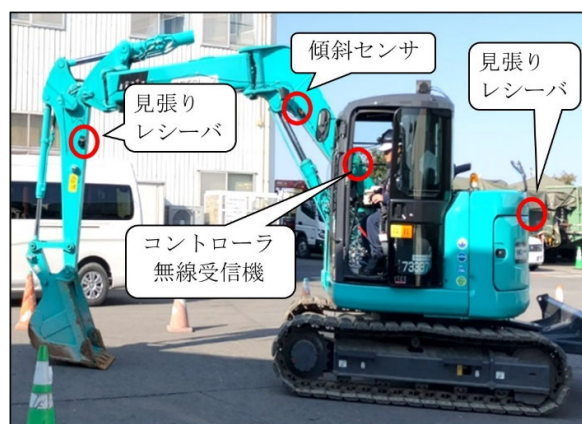 傾斜センサ
見張り
レシーバ
見張り
レシーバ
コントローラ
無線受信機